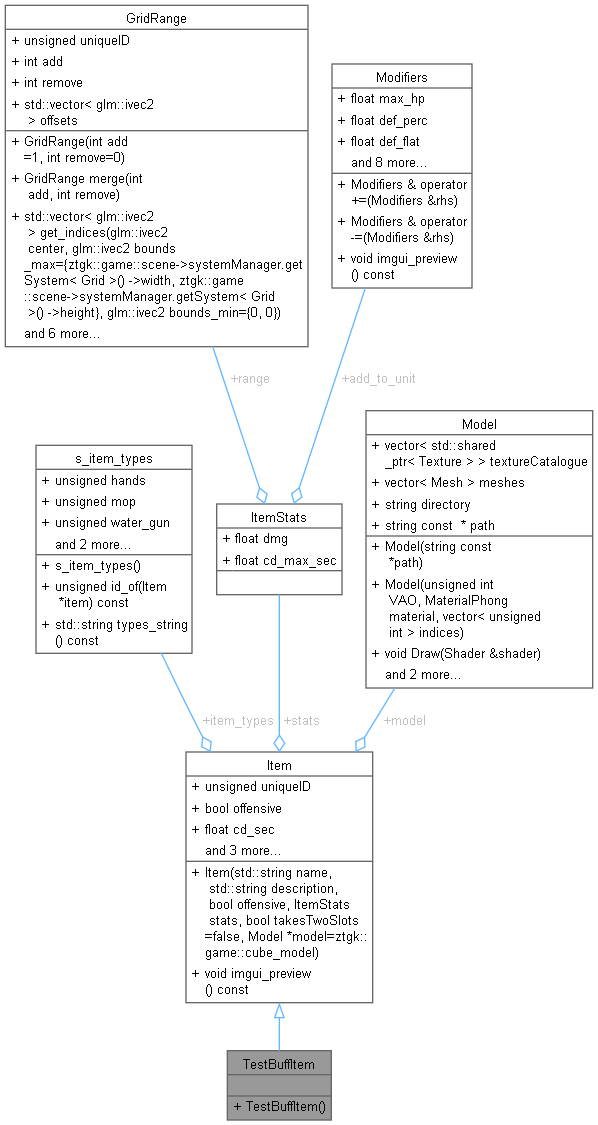 GridRange
+ unsigned uniqueID
+ int add
+ int remove
+ std::vector< glm::ivec2
> offsets
+ GridRange(int add
=1, int remove=0)
+ GridRange merge(int
add, int remove)
+ std::vector< glm::ivec2
> get_indices(glm::ivec2
center, glm::ivec2 bounds
_max={ztgk::game::scene->systemManager.get
System< Grid >() ->width, ztgk::game
::scene->systemManager.getSystem< Grid
>() ->height}, glm::ivec2 bounds_min={0, 0})
and 6 more...
Modifiers
+ float max_hp
+ float def_perc
+ float def_flat
and 8 more...
+ Modifiers & operator
+=(Modifiers &rhs)
+ Modifiers & operator
-=(Modifiers &rhs)
+ void imgui_preview
() const
+range
+add_to_unit
s_item_types
+ unsigned hands
+ unsigned mop
+ unsigned water_gun
and 2 more...
+ s_item_types()
+ unsigned id_of(Item
*item) const
+ std::string types_string
() const
ItemStats
+ float dmg
+ float cd_max_sec
Model
+ vector< std::shared
_ptr< Texture > > textureCatalogue
+ vector< Mesh > meshes
+ string directory
+ string const * path
+ Model(string const
*path)
+ Model(unsigned int
VAO, MaterialPhong
material, vector< unsigned
int > indices)
+ void Draw(Shader &shader)
and 2 more...
+item_types
+stats
+model
Item
+ unsigned uniqueID
+ bool offensive
+ float cd_sec
and 3 more...
+ Item(std::string name,
std::string description,
bool offensive, ItemStats
stats, bool takesTwoSlots
=false, Model *model=ztgk::
game::cube_model)
+ void imgui_preview
() const
TestBuffItem
+ TestBuffItem()